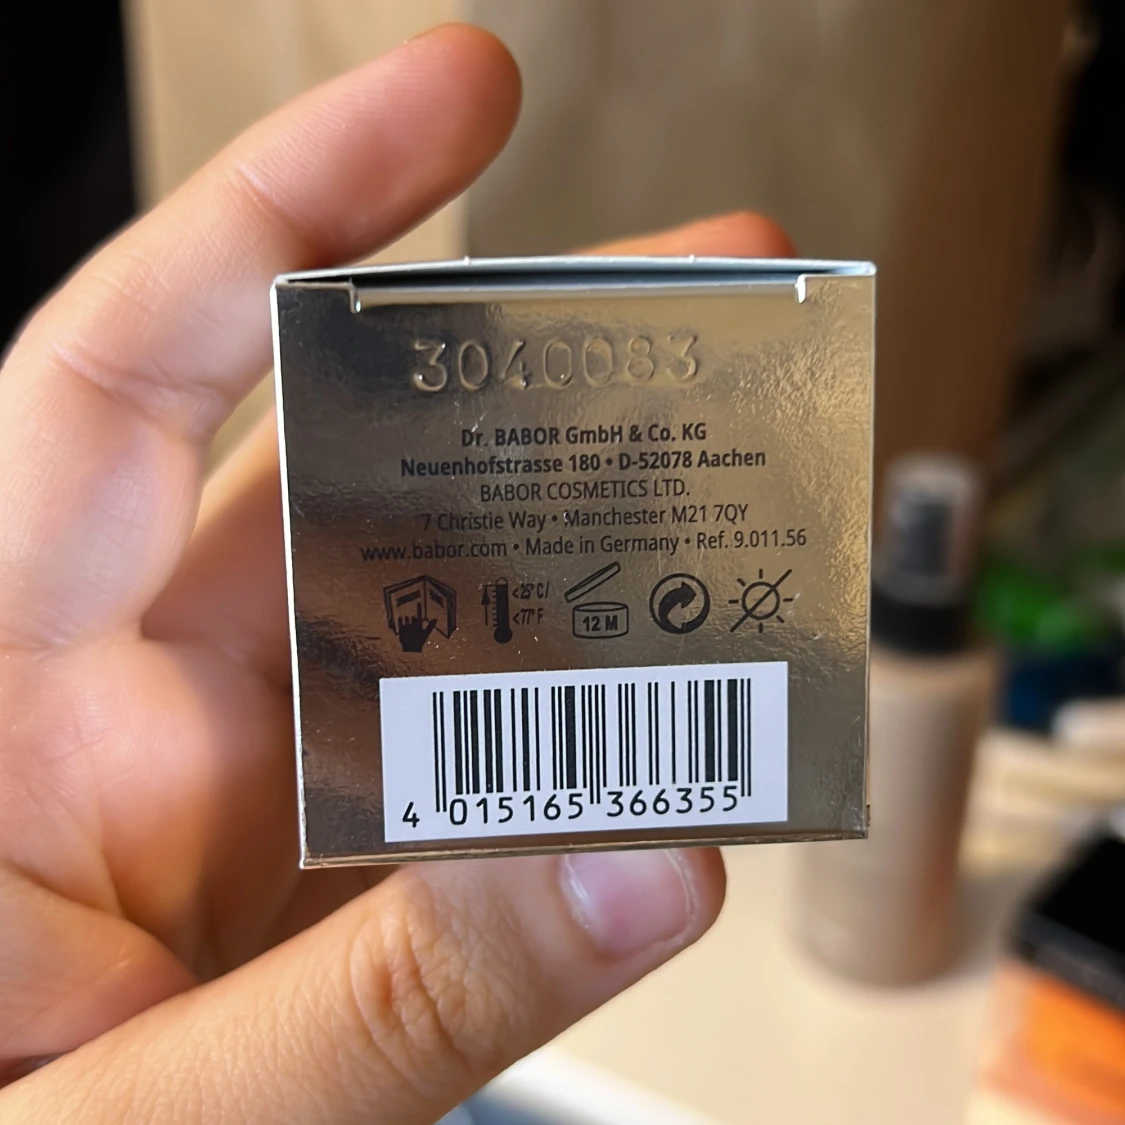 3040083
Dr. BABOR GmbH & Co. KG
Neuenhofstrasse 180 • D-52078 Aachen
BABOR COSMETICS LTD.
7 Christie Way • Manchester M21 7QY
www.babor.com • Made in Germany • Ref. 9.011.56
<25° C/
<77° F
12 M
4 015165 366355